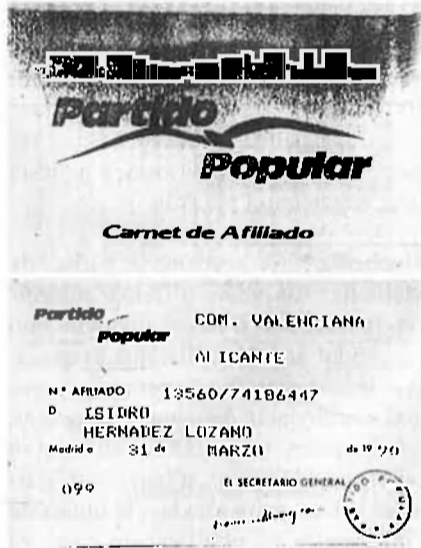 Partido
Popular
Carnet de Afiliado
Partido
Popular
COM. VALENCIANA
ALICANTE
N.º AFILIADO 13560/74186447
D ISIDRO
HERNADEZ LOZANO
Madrid a 31 de MARZO de 19 90
099 EL SECRETARIO GENERAL